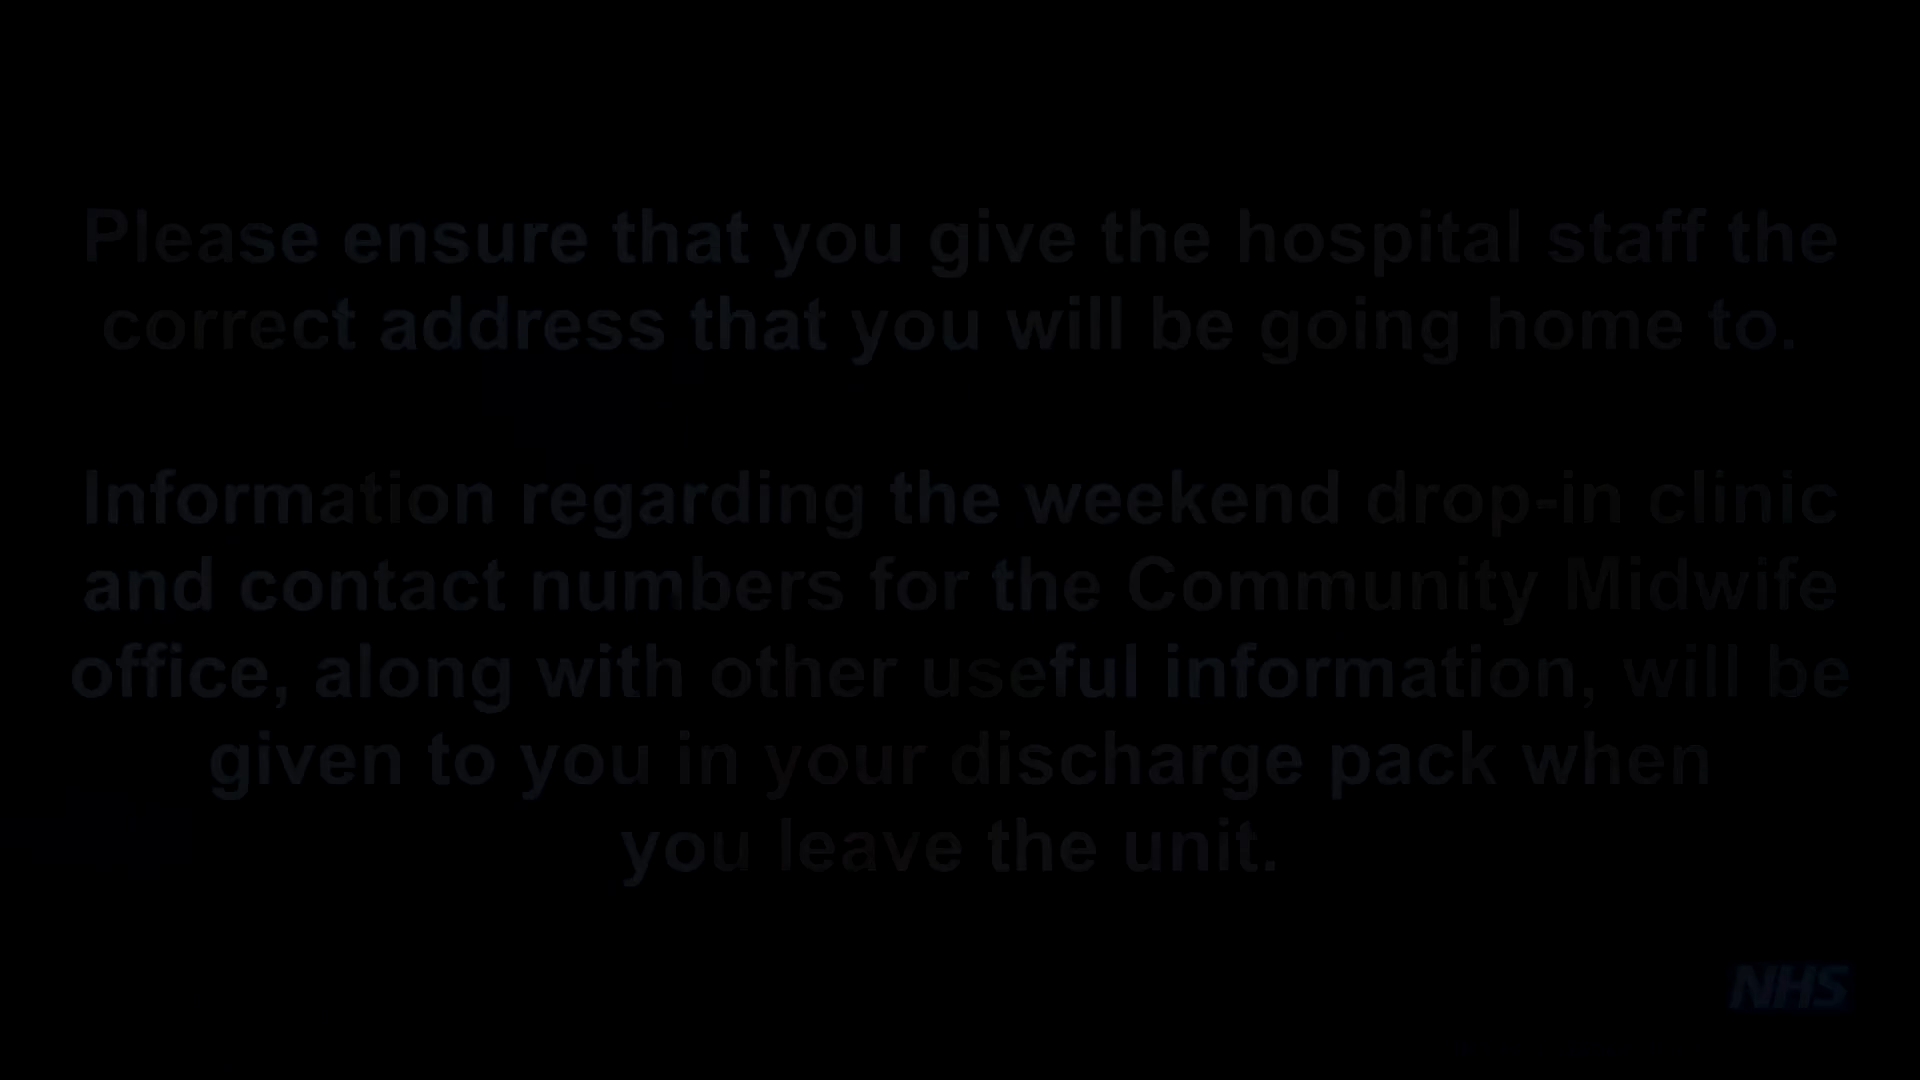 Please ensure that you give the hospital staff the
correct address that you will be going home to.
Information regarding the weekend drop-in clinic
and contact numbers for the Community Midwife
office, along with other useful information, will be
given to you in your discharge pack when
you leave the unit.
NHS